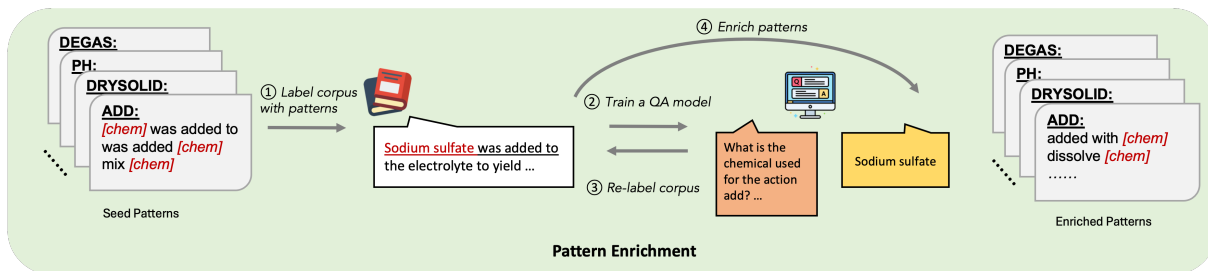 DEGAS:
PH:
DRYSOLID:
ADD:
[chem] was added to
was added [chem]
mix [chem]
Seed Patterns
① Label corpus
with patterns
Sodium sulfate was added to
the electrolyte to yield ...
④ Enrich patterns
② Train a QA model
③ Re-label corpus
Q
A
What is the
chemical used
for the action
add? ...
Sodium sulfate
DEGAS:
PH:
DRYSOLID:
ADD:
added with [chem]
dissolve [chem]
......
Enriched Patterns
Pattern Enrichment